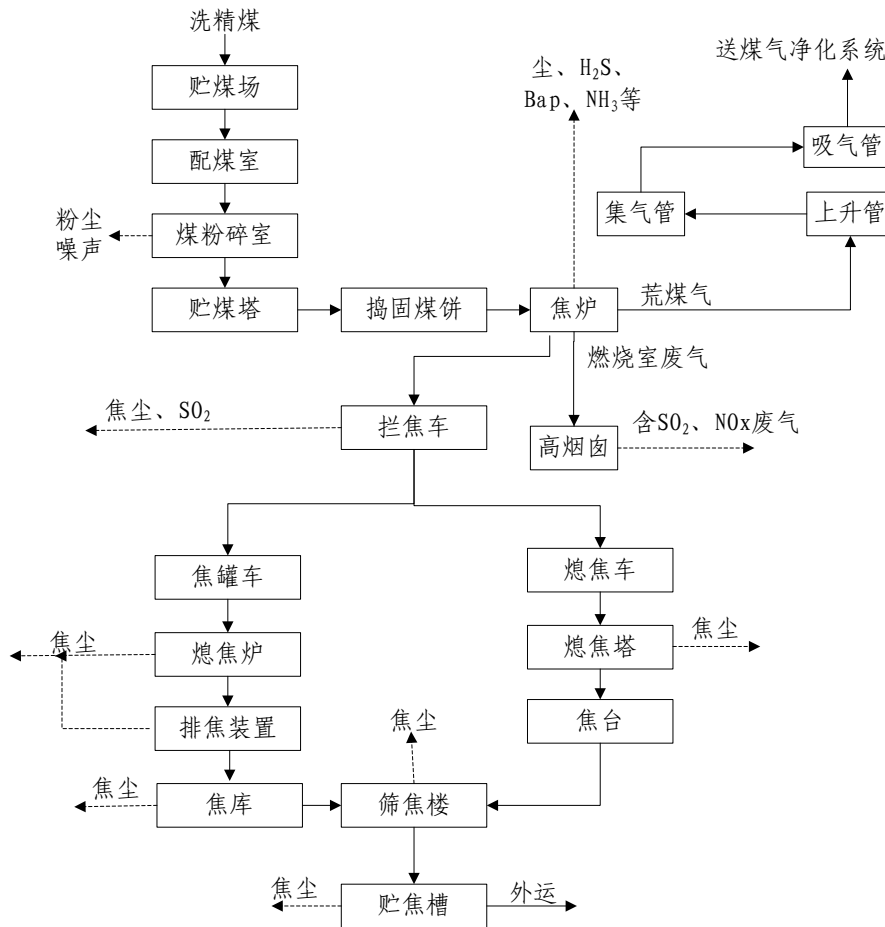 洗精煤
送煤气净化系统
尘、H₂S、
Bap、NH₃等
贮煤场
吸气管
配煤室
集气管
上升管
粉尘
噪声
煤粉碎室
贮煤塔
捣固煤饼
焦炉
荒煤气
燃烧室废气
焦尘、SO₂
拦焦车
高烟囱
含SO₂、NOx废气
焦罐车
熄焦车
焦尘
熄焦炉
熄焦塔
焦尘
排焦装置
焦台
焦尘
焦尘
焦库
筛焦楼
焦尘
贮焦槽
外运